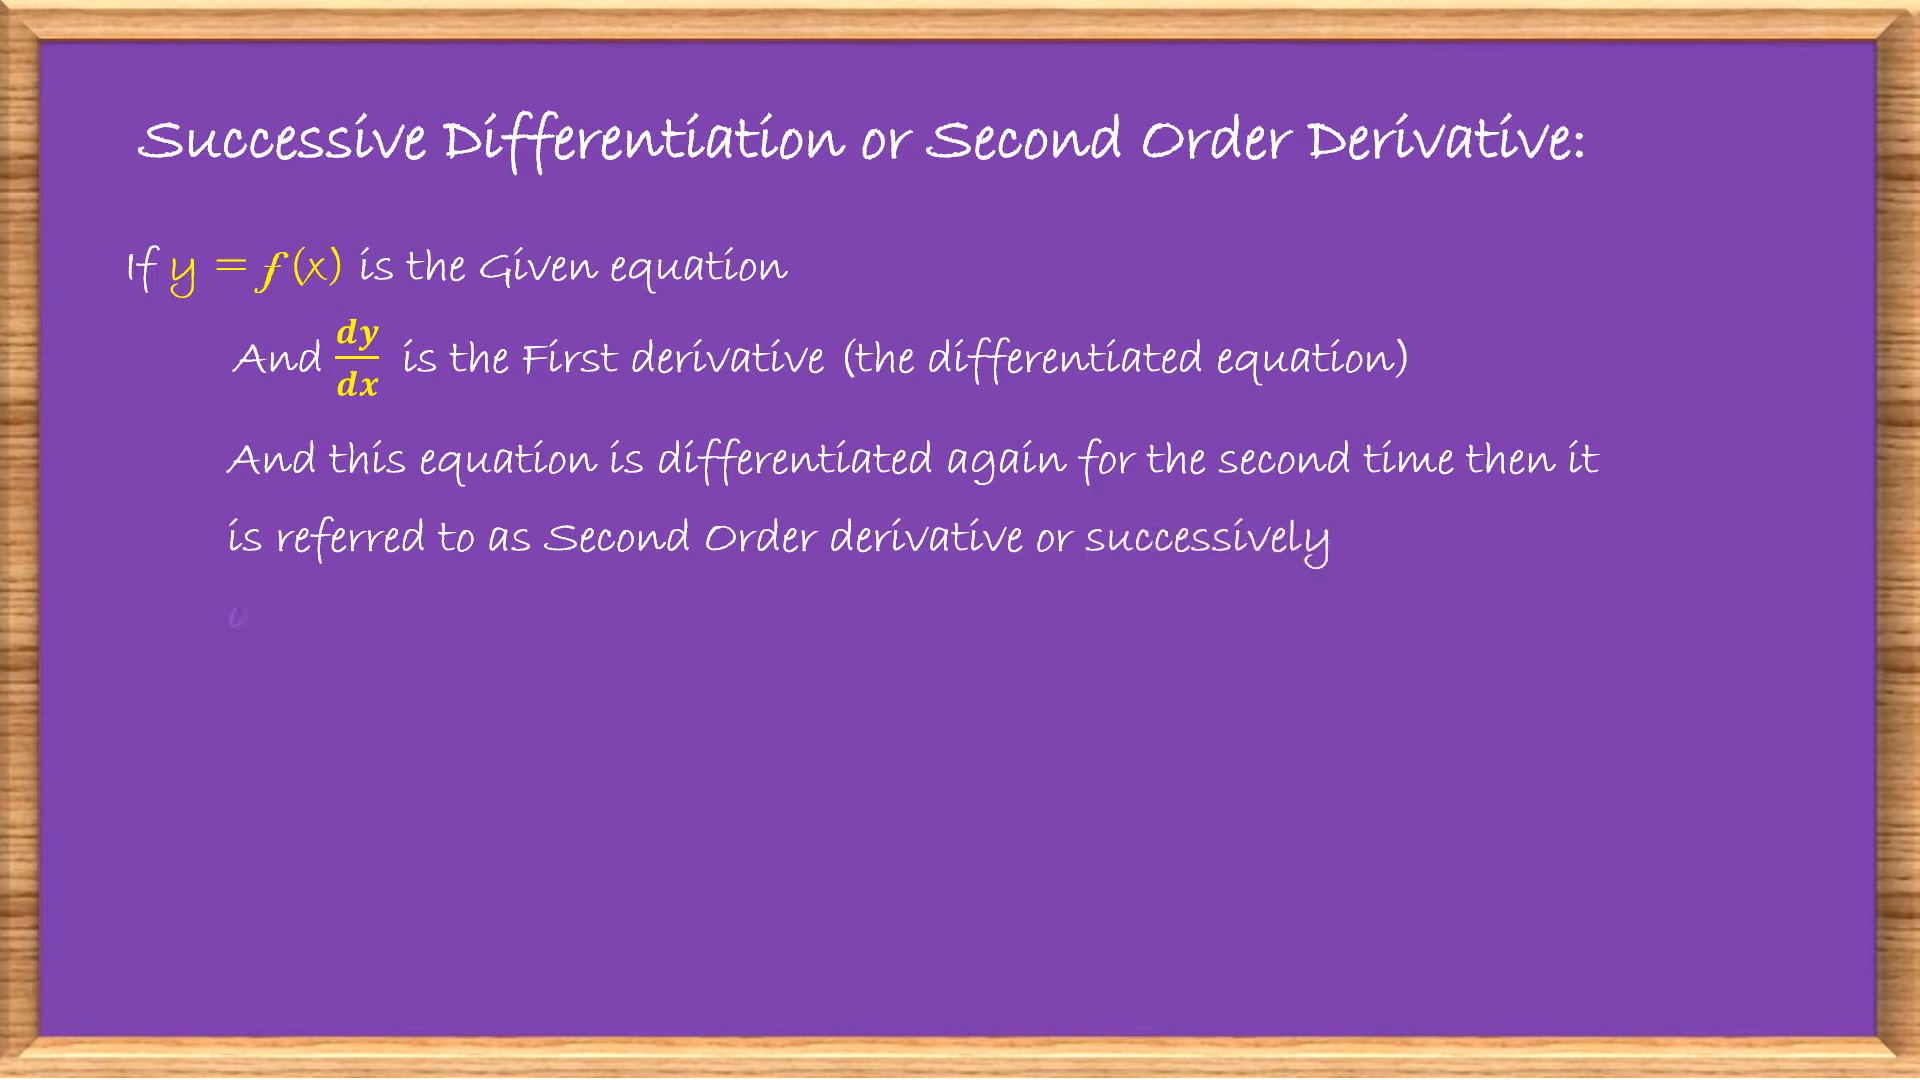 Successive Differentiation or Second Order Derivative:
If y = f(x) is the Given equation
And dy/dx is the First derivative (the differentiated equation)
And this equation is differentiated again for the second time then it
is referred to as Second Order derivative or successively